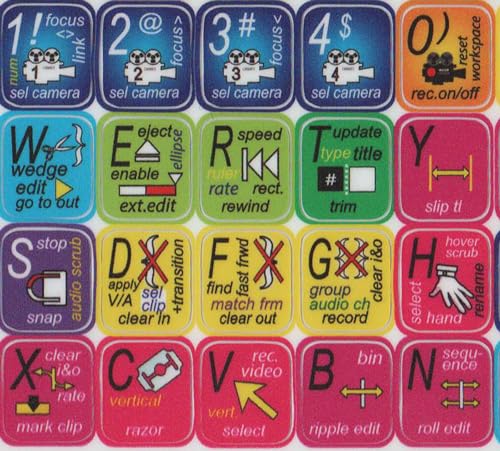 1! focus
<>
link
num
1
sel camera
2 @
focus >
2
sel camera
3 #
focus <
3
sel camera
4 $
4
sel camera
0 )
reset
workspace
rec.on/off
W
wedge
edit
go to out
E eject
ellipse
enable
ext.edit
R speed
ruler
rate rect.
rewind
T update
type title
#
trim
Y
slip tl
S stop
audio scrub
snap
D
apply
V/A sel
clip
+transition
clear in
F
find
fast frwd
match frm
clear out
G
clear i&o
group
audio ch
record
H hover
scrub
select
rename
hand
X clear
i&o
rate
mark clip
C
vertical
razor
V rec.
video
vert.
select
B bin
ripple edit
N sequ-
ence
roll edit